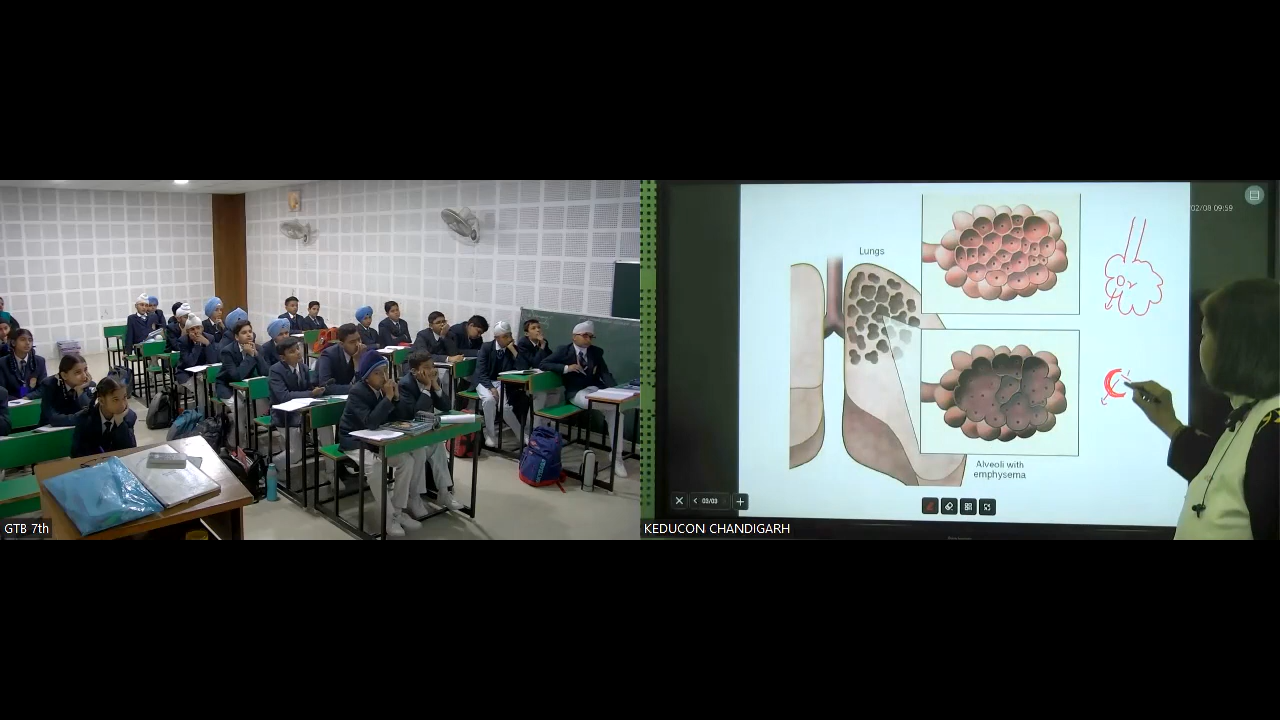 02/08 09:59
Lungs
Alveoli with
emphysema
03/03
GTB 7th
KEDUCON CHANDIGARH